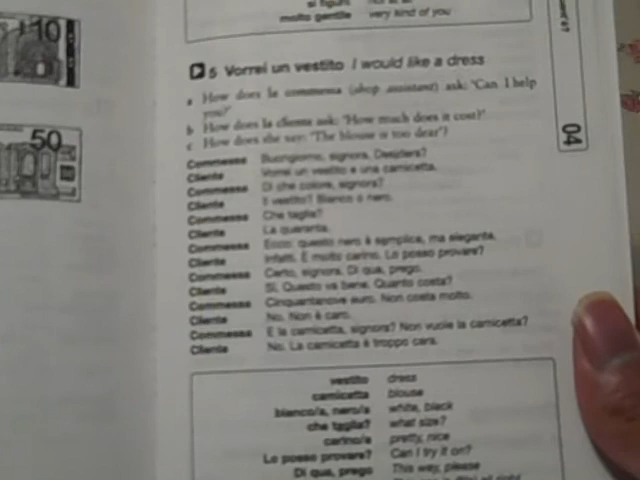 10
50
si figuri not at all
molto gentile very kind of you
04
5 Vorrei un vestito I would like a dress
a How does la commessa (shop assistant) ask: 'Can I help
you?'
b How does la cliente ask: 'How much does it cost?'
c How does she say: 'The blouse is too dear'?
Commessa Buongiorno, signora. Desidera?
Cliente Vorrei un vestito e una camicetta.
Commessa Di che colore, signora?
Cliente Il vestito? Bianco o nero.
Commessa Che taglia?
Cliente La quaranta.
Commessa Ecco: questo nero è semplice, ma elegante.
Cliente Infatti. È molto carino. Lo posso provare?
Commessa Certo, signora. Di qua, prego.
Cliente Sì. Questo va bene. Quanto costa?
Commessa Cinquantanove euro. Non costa molto.
Cliente No. Non è caro.
Commessa E la camicetta, signora? Non vuole la camicetta?
Cliente No. La camicetta è troppo cara.
vestito dress
camicetta blouse
bianco/a, nero/a white, black
che taglia? what size?
carino/a pretty, nice
Lo posso provare? Can I try it on?
Di qua, prego This way, please